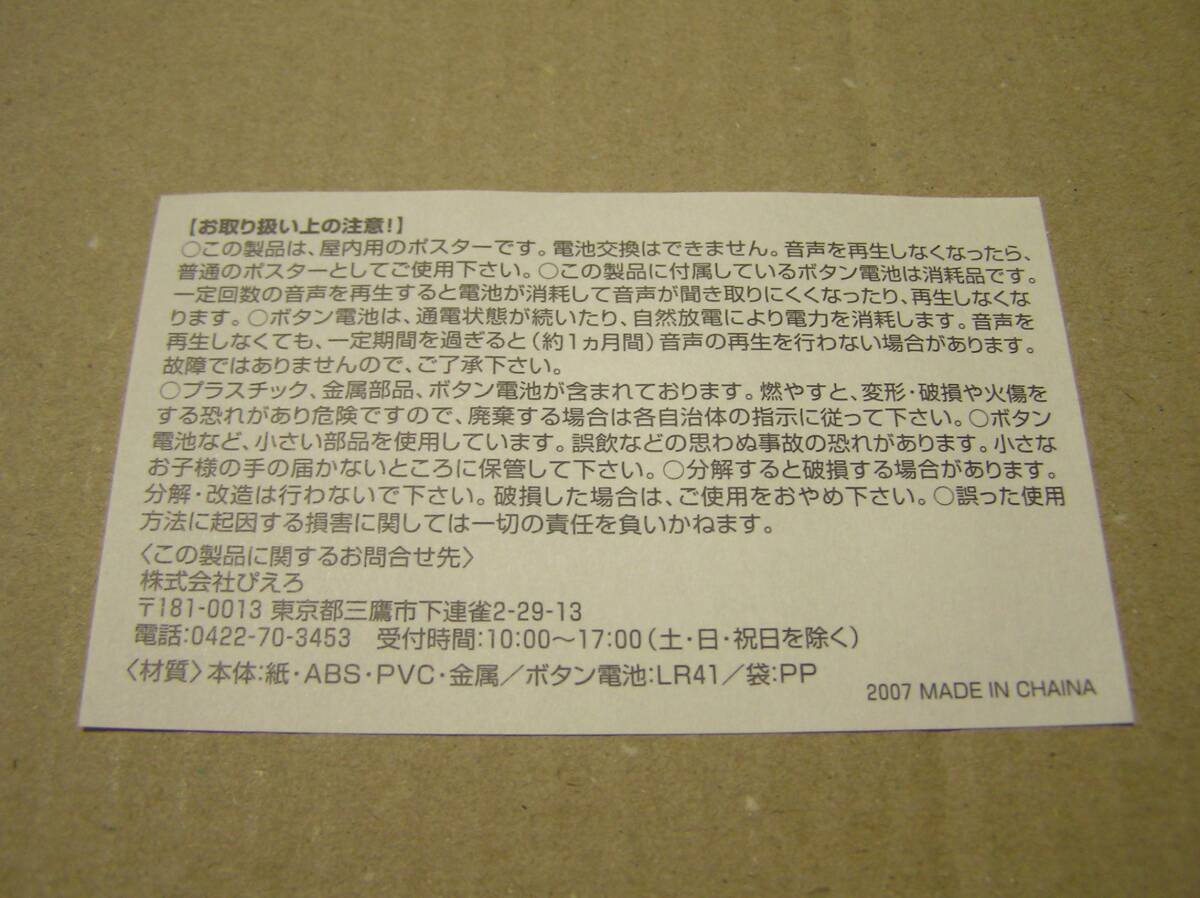 【お取り扱い上の注意!】
○この製品は、屋内用のポスターです。電池交換はできません。音声を再生しなくなったら、
普通のポスターとしてご使用下さい。○この製品に付属しているボタン電池は消耗品です。
一定回数の音声を再生すると電池が消耗して音声が聞き取りにくくなったり、再生しなくな
ります。○ボタン電池は、通電状態が続いたり、自然放電により電力を消耗します。音声を
再生しなくても、一定期間を過ぎると(約1ヵ月間)音声の再生を行わない場合があります。
故障ではありませんので、ご了承下さい。
○プラスチック、金属部品、ボタン電池が含まれております。燃やすと、変形・破損や火傷を
する恐れがあり危険ですので、廃棄する場合は各自治体の指示に従って下さい。○ボタン
電池など、小さい部品を使用しています。誤飲などの思わぬ事故の恐れがあります。小さな
お子様の手の届かないところに保管して下さい。○分解すると破損する場合があります。
分解・改造は行わないで下さい。破損した場合は、ご使用をおやめ下さい。○誤った使用
方法に起因する損害に関しては一切の責任を負いかねます。
〈この製品に関するお問合せ先〉
株式会社ぴえろ
〒181-0013 東京都三鷹市下連雀2-29-13
電話:0422-70-3453 受付時間:10:00〜17:00(土・日・祝日を除く)
〈材質〉本体:紙・ABS・PVC・金属/ボタン電池:LR41/袋:PP
2007 MADE IN CHAINA